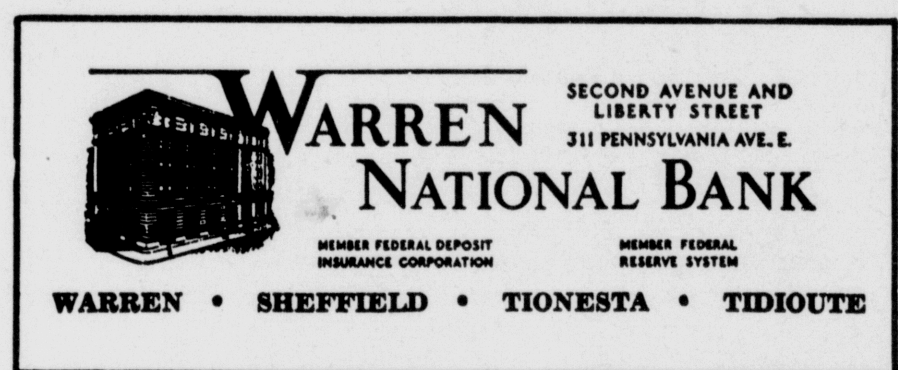 WARREN
NATIONAL BANK
SECOND AVENUE AND
LIBERTY STREET
311 PENNSYLVANIA AVE. E.
MEMBER FEDERAL DEPOSIT
INSURANCE CORPORATION
MEMBER FEDERAL
RESERVE SYSTEM
WARREN • SHEFFIELD • TIONESTA • TIDIOUTE